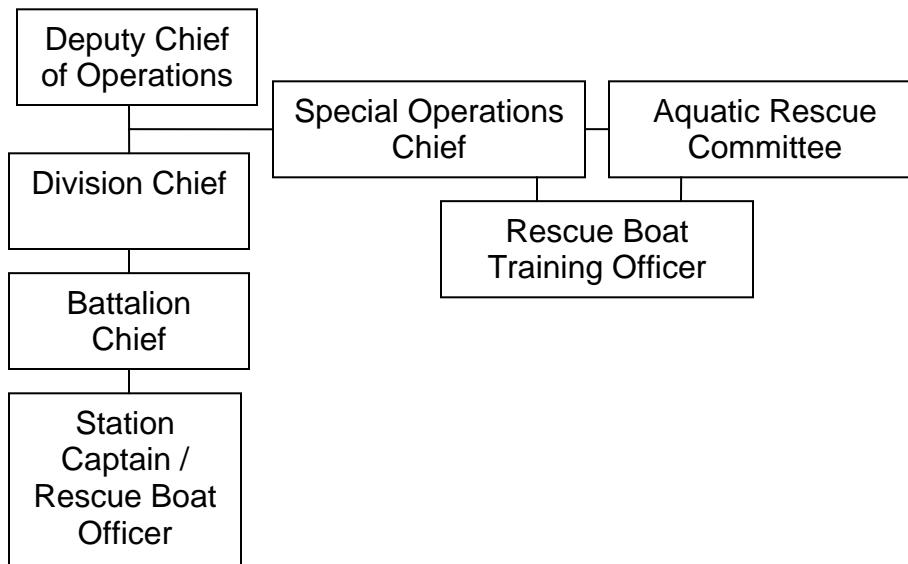 Deputy Chief
of Operations
Special Operations
Chief
Aquatic Rescue
Committee
Division Chief
Rescue Boat
Training Officer
Battalion
Chief
Station
Captain /
Rescue Boat
Officer